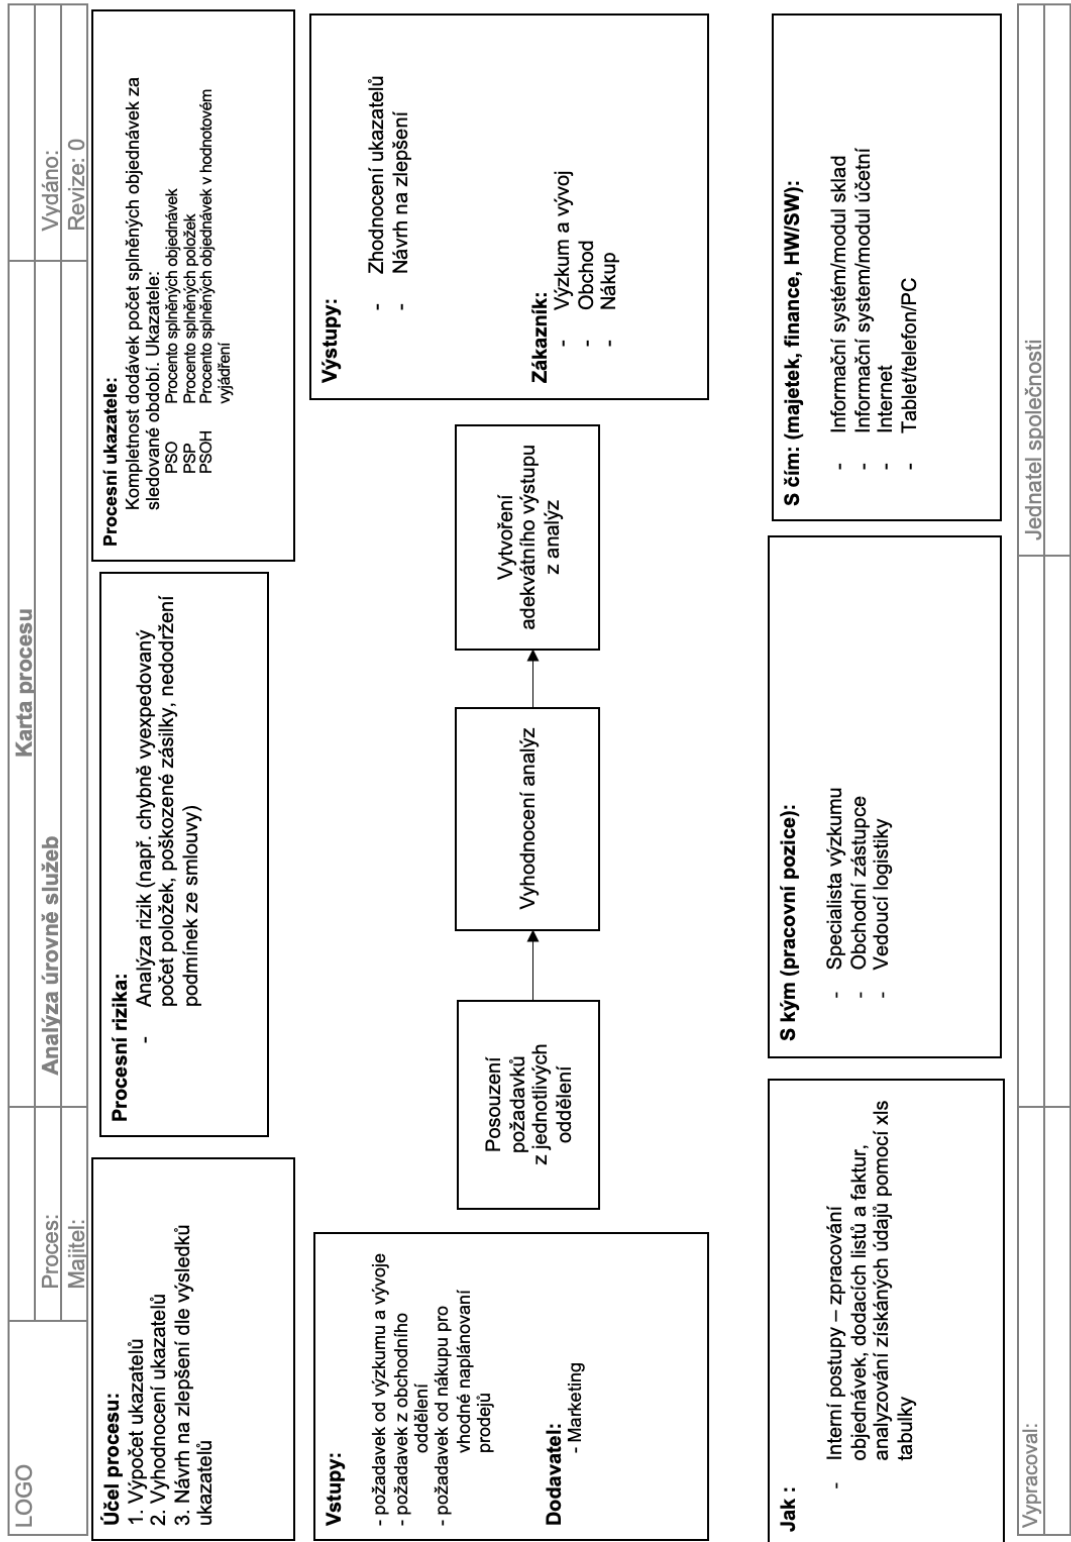 LOGO
Karta procesu
Proces:
Analýza úrovně služeb
Vydáno:
Majitel:
Revize: 0
Účel procesu:
1. Výpočet ukazatelů
2. Vyhodnocení ukazatelů
3. Návrh na zlepšení dle výsledků
ukazatelů
Procesní rizika:
- Analýza rizik (např. chybně vyexpedovaný
počet položek, poškozené zásilky, nedodržení
podmínek ze smlouvy)
Procesní ukazatele:
Kompletnost dodávek počet splněných objednávek za
sledované období. Ukazatele:
PSO Procento splněných objednávek
PSP Procento splněných položek
PSOH Procento splněných objednávek v hodnotovém
vyjádření
Vstupy:
- požadavek od výzkumu a vývoje
- požadavek z obchodního
oddělení
- požadavek od nákupu pro
vhodné naplánovaní
prodejů
Dodavatel:
- Marketing
Posouzení
požadavků
z jednotlivých
oddělení
Vyhodnocení analýz
Vytvoření
adekvátního výstupu
z analýz
Výstupy:
- Zhodnocení ukazatelů
- Návrh na zlepšení
Zákazník:
- Výzkum a vývoj
- Obchod
- Nákup
Jak :
- Interní postupy – zpracování
objednávek, dodacích listů a faktur,
analyzování získáných údajů pomocí xls
tabulky
S kým (pracovní pozice):
- Specialista výzkumu
- Obchodní zástupce
- Vedoucí logistiky
S čím: (majetek, finance, HW/SW):
- Informační systém/modul sklad
- Informační system/modul účetní
- Internet
- Tablet/telefon/PC
Vypracoval:
Jednatel společnosti